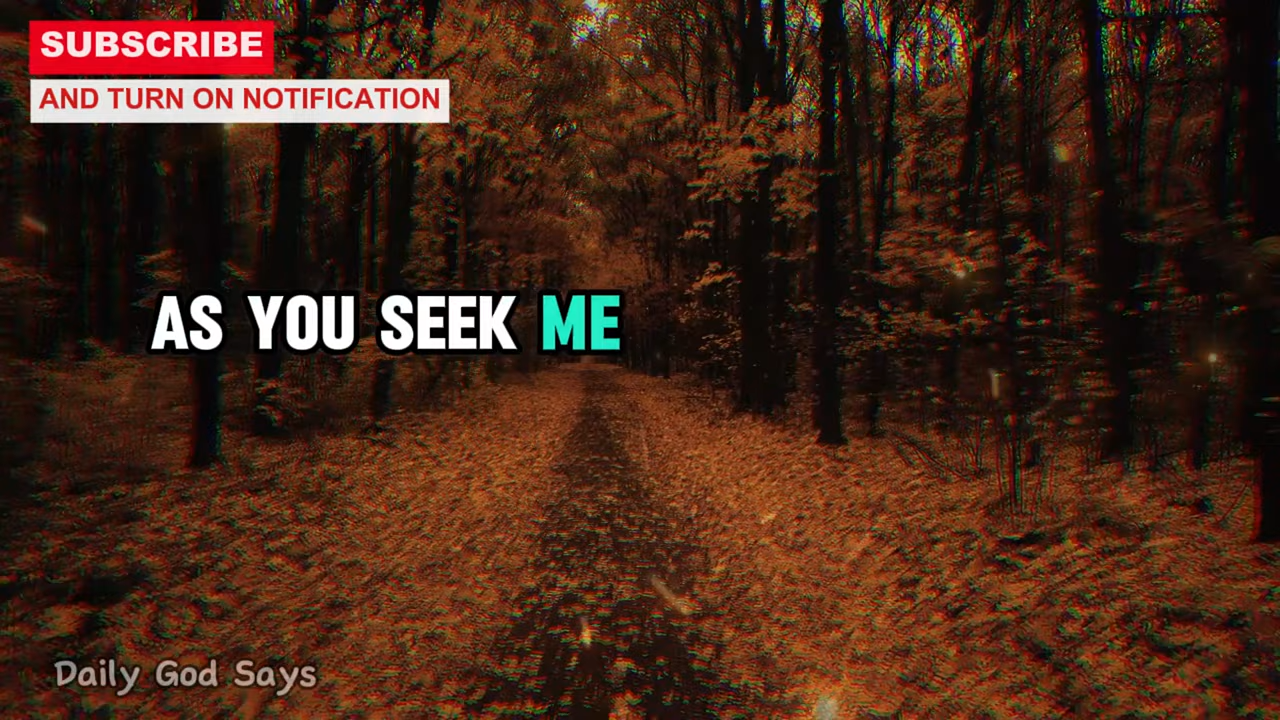 SUBSCRIBE
AND TURN ON NOTIFICATION
AS YOU SEEK ME
Daily God Says